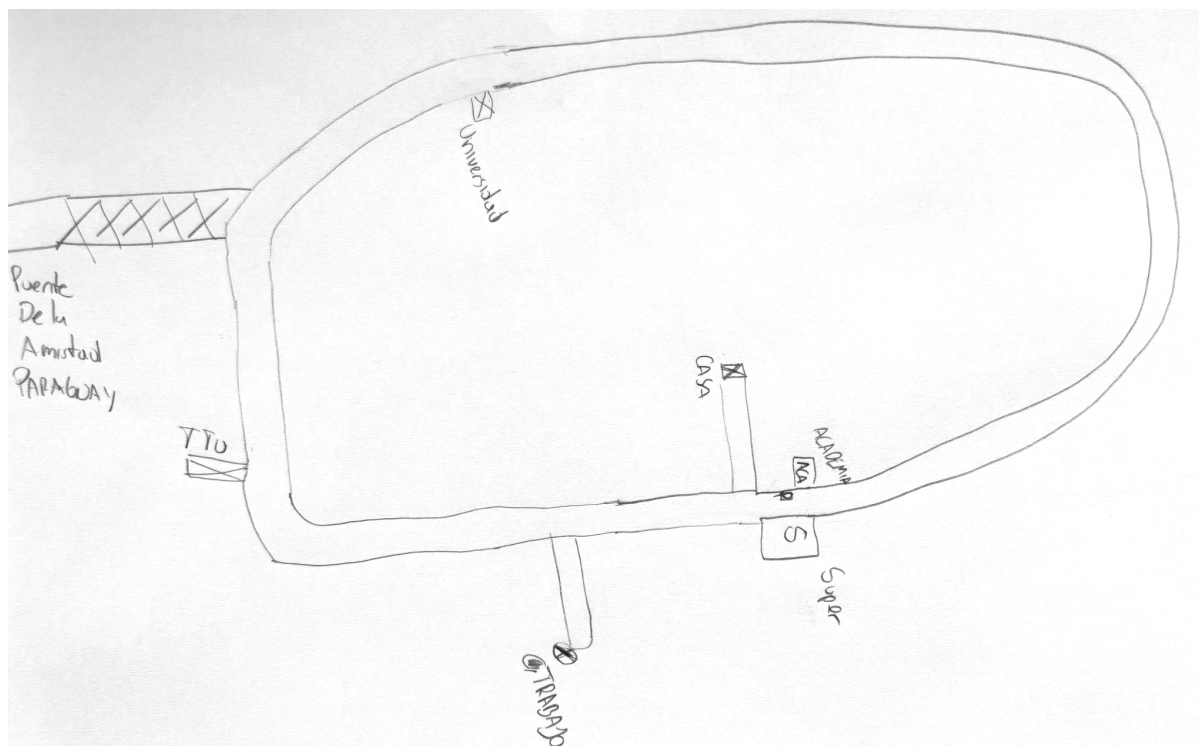 Universidad
Puente
De la
Amistad
PARAGUAY
CASA
ACADEMIA
ACA
TTU
S
Super
TRABAJO